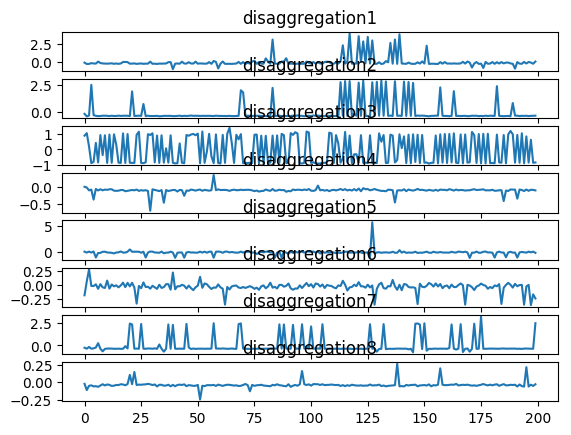 disaggregation1
2.5
0.0
disaggregation2
2.5
0.0
disaggregation3
1
0
−1
disaggregation4
0.0
−0.5
disaggregation5
5
0
disaggregation6
0.25
0.00
−0.25
disaggregation7
2.5
0.0
disaggregation8
0.25
0.00
−0.25
0 25 50 75 100 125 150 175 200